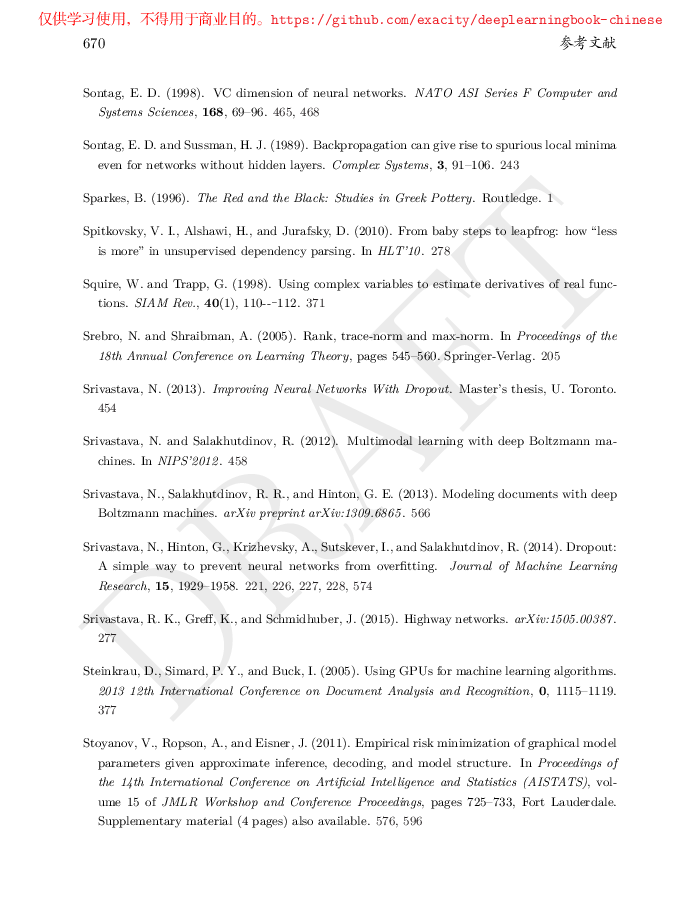 仅供学习使用，不得用于商业目的。https://github.com/exacity/deeplearningbook-chinese
670 参考文献
Sontag, E. D. (1998). VC dimension of neural networks. NATO ASI Series F Computer and
Systems Sciences, 168, 69–96. 465, 468
Sontag, E. D. and Sussman, H. J. (1989). Backpropagation can give rise to spurious local minima
even for networks without hidden layers. Complex Systems, 3, 91–106. 243
Sparkes, B. (1996). The Red and the Black: Studies in Greek Pottery. Routledge. 1
Spitkovsky, V. I., Alshawi, H., and Jurafsky, D. (2010). From baby steps to leapfrog: how “less
is more” in unsupervised dependency parsing. In HLT’10. 278
Squire, W. and Trapp, G. (1998). Using complex variables to estimate derivatives of real func-
tions. SIAM Rev., 40(1), 110--–112. 371
Srebro, N. and Shraibman, A. (2005). Rank, trace-norm and max-norm. In Proceedings of the
18th Annual Conference on Learning Theory, pages 545–560. Springer-Verlag. 205
Srivastava, N. (2013). Improving Neural Networks With Dropout. Master’s thesis, U. Toronto.
454
Srivastava, N. and Salakhutdinov, R. (2012). Multimodal learning with deep Boltzmann ma-
chines. In NIPS’2012. 458
Srivastava, N., Salakhutdinov, R. R., and Hinton, G. E. (2013). Modeling documents with deep
Boltzmann machines. arXiv preprint arXiv:1309.6865. 566
Srivastava, N., Hinton, G., Krizhevsky, A., Sutskever, I., and Salakhutdinov, R. (2014). Dropout:
A simple way to prevent neural networks from overfitting. Journal of Machine Learning
Research, 15, 1929–1958. 221, 226, 227, 228, 574
Srivastava, R. K., Greff, K., and Schmidhuber, J. (2015). Highway networks. arXiv:1505.00387.
277
Steinkrau, D., Simard, P. Y., and Buck, I. (2005). Using GPUs for machine learning algorithms.
2013 12th International Conference on Document Analysis and Recognition, 0, 1115–1119.
377
Stoyanov, V., Ropson, A., and Eisner, J. (2011). Empirical risk minimization of graphical model
parameters given approximate inference, decoding, and model structure. In Proceedings of
the 14th International Conference on Artificial Intelligence and Statistics (AISTATS), vol-
ume 15 of JMLR Workshop and Conference Proceedings, pages 725–733, Fort Lauderdale.
Supplementary material (4 pages) also available. 576, 596
DRAFT